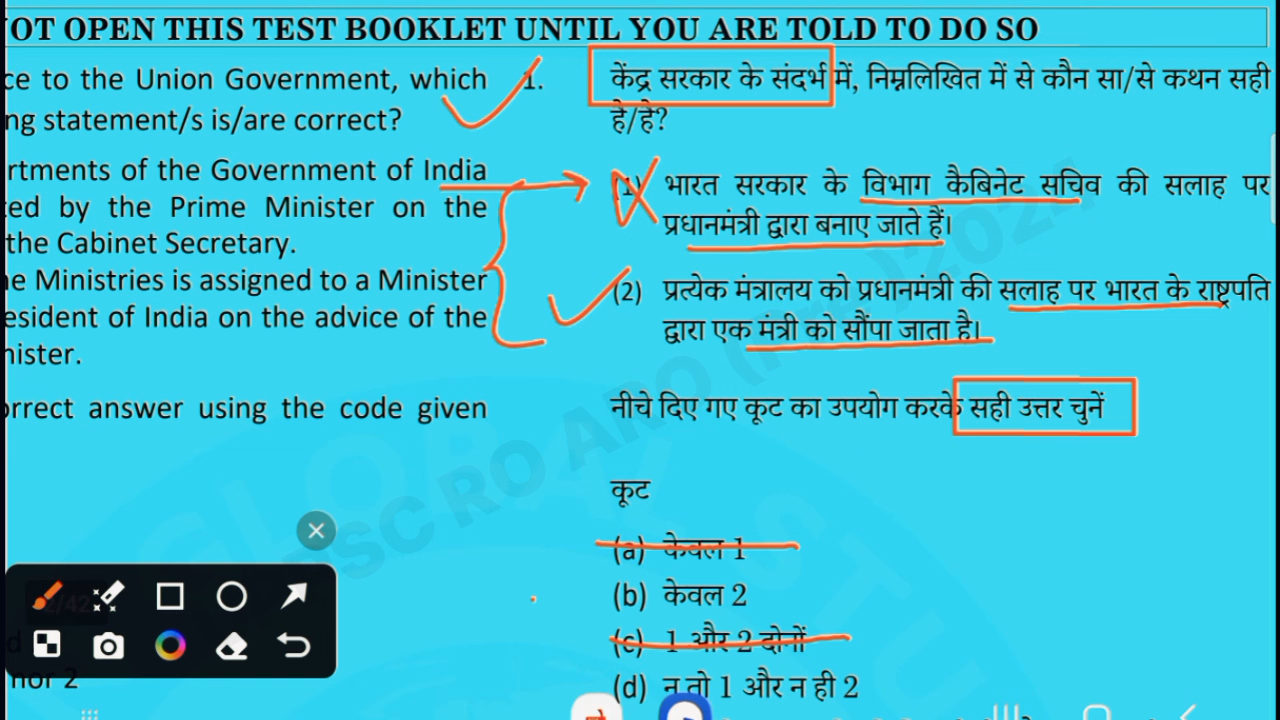 OT OPEN THIS TEST BOOKLET UNTIL YOU ARE TOLD TO DO SO
ce to the Union Government, which
ng statement/s is/are correct?
rtments of the Government of India
ted by the Prime Minister on the
the Cabinet Secretary.
ne Ministries is assigned to a Minister
esident of India on the advice of the
nister.
orrect answer using the code given
nor 2
1. केंद्र सरकार के संदर्भ में, निम्नलिखित में से कौन सा/से कथन सही
है/है?
(1) भारत सरकार के विभाग कैबिनेट सचिव की सलाह पर
प्रधानमंत्री द्वारा बनाए जाते हैं।
(2) प्रत्येक मंत्रालय को प्रधानमंत्री की सलाह पर भारत के राष्ट्रपति
द्वारा एक मंत्री को सौंपा जाता है।
नीचे दिए गए कूट का उपयोग करके सही उत्तर चुनें
कूट
(a) केवल 1
(b) केवल 2
(c) 1 और 2 दोनों
(d) न तो 1 और न ही 2